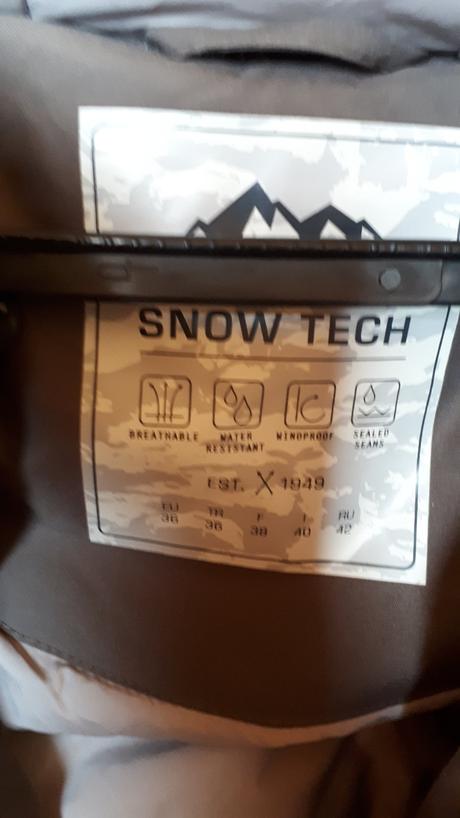 SNOW TECH
BREATHABLE WATER RESISTANT WINDPROOF SEALED SEAMS
EST. X 1949
EU TR F I RU
36 36 38 40 42